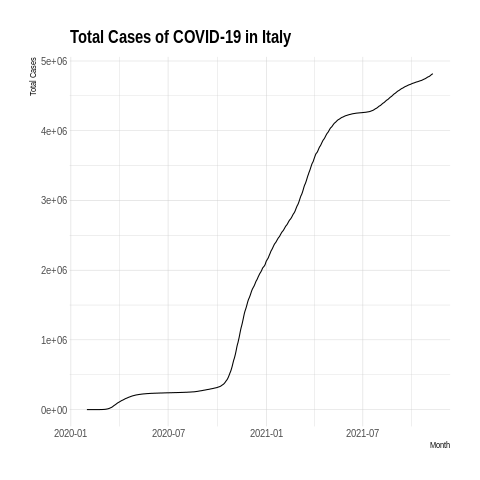 Total Cases of COVID-19 in Italy
Total Cases
5e+06
4e+06
3e+06
2e+06
1e+06
0e+00
2020-01 2020-07 2021-01 2021-07
Month